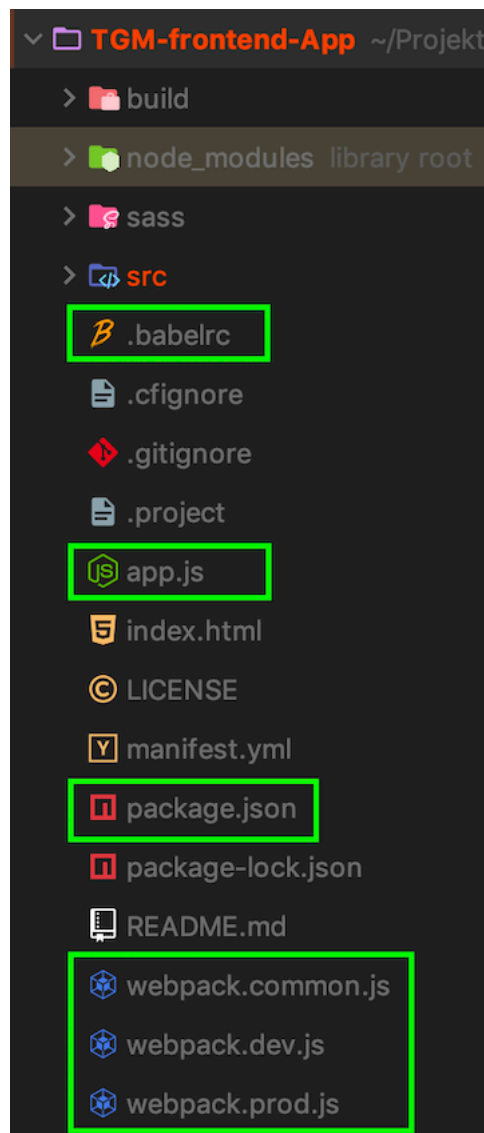 TGM-frontend-App ~/Projekt
build
node_modules library root
sass
src
.babelrc
.cfignore
.gitignore
.project
app.js
index.html
LICENSE
manifest.yml
package.json
package-lock.json
README.md
webpack.common.js
webpack.dev.js
webpack.prod.js